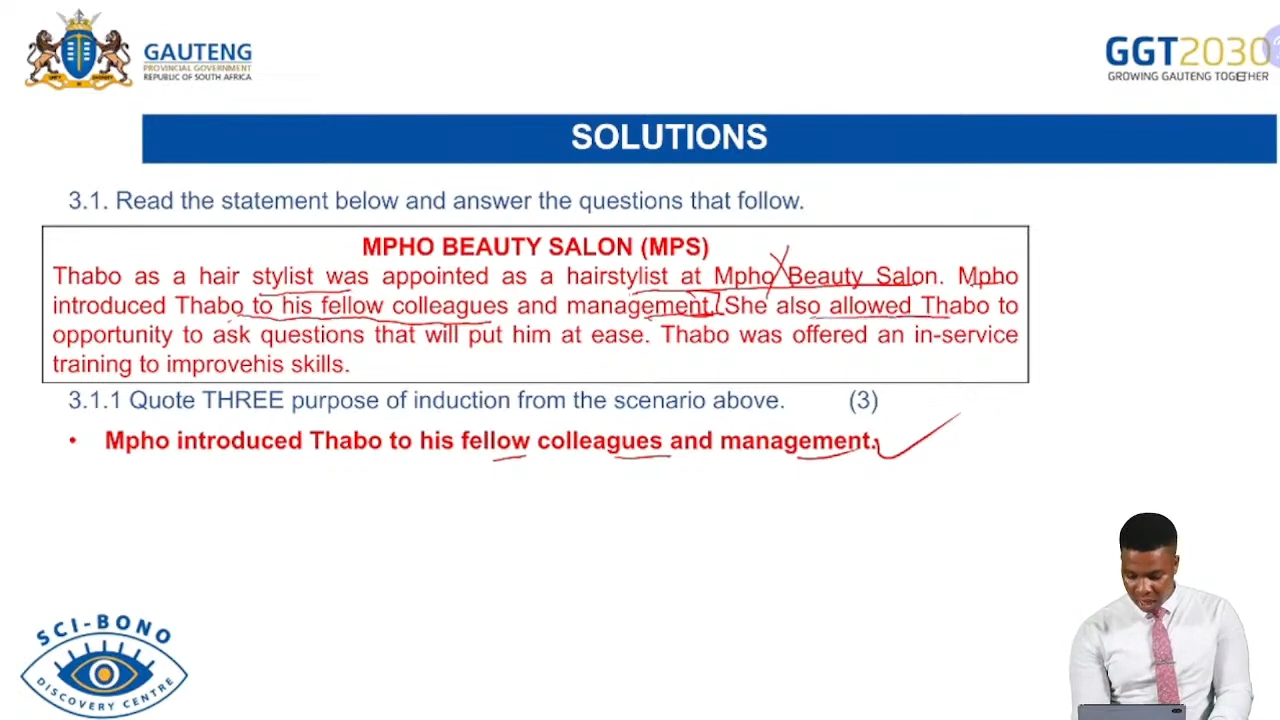 GAUTENG
PROVINCIAL GOVERNMENT
REPUBLIC OF SOUTH AFRICA
GGT2030
GROWING GAUTENG TOGETHER
SOLUTIONS
3.1. Read the statement below and answer the questions that follow.
MPHO BEAUTY SALON (MPS)
Thabo as a hair stylist was appointed as a hairstylist at Mpho Beauty Salon. Mpho
introduced Thabo to his fellow colleagues and management. She also allowed Thabo to
opportunity to ask questions that will put him at ease. Thabo was offered an in-service
training to improvehis skills.
3.1.1 Quote THREE purpose of induction from the scenario above. (3)
• Mpho introduced Thabo to his fellow colleagues and management.
SCI-BONO
DISCOVERY CENTRE